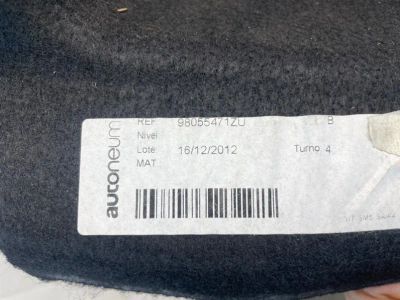 autoneum
REF 98055471ZU B
Nivel
Lote 16/12/2012 Turno 4
MAT